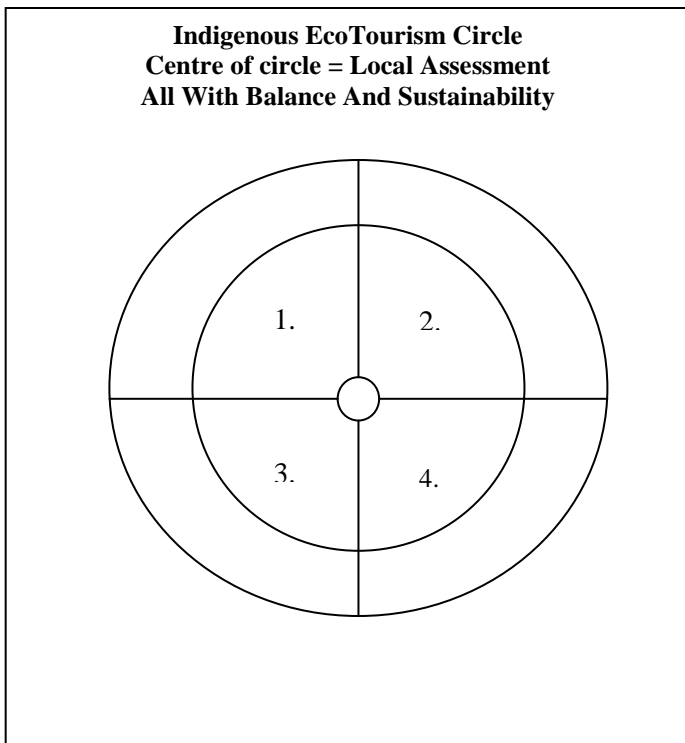 Indigenous EcoTourism Circle
Centre of circle = Local Assessment
All With Balance And Sustainability
1. 2.
3. 4.